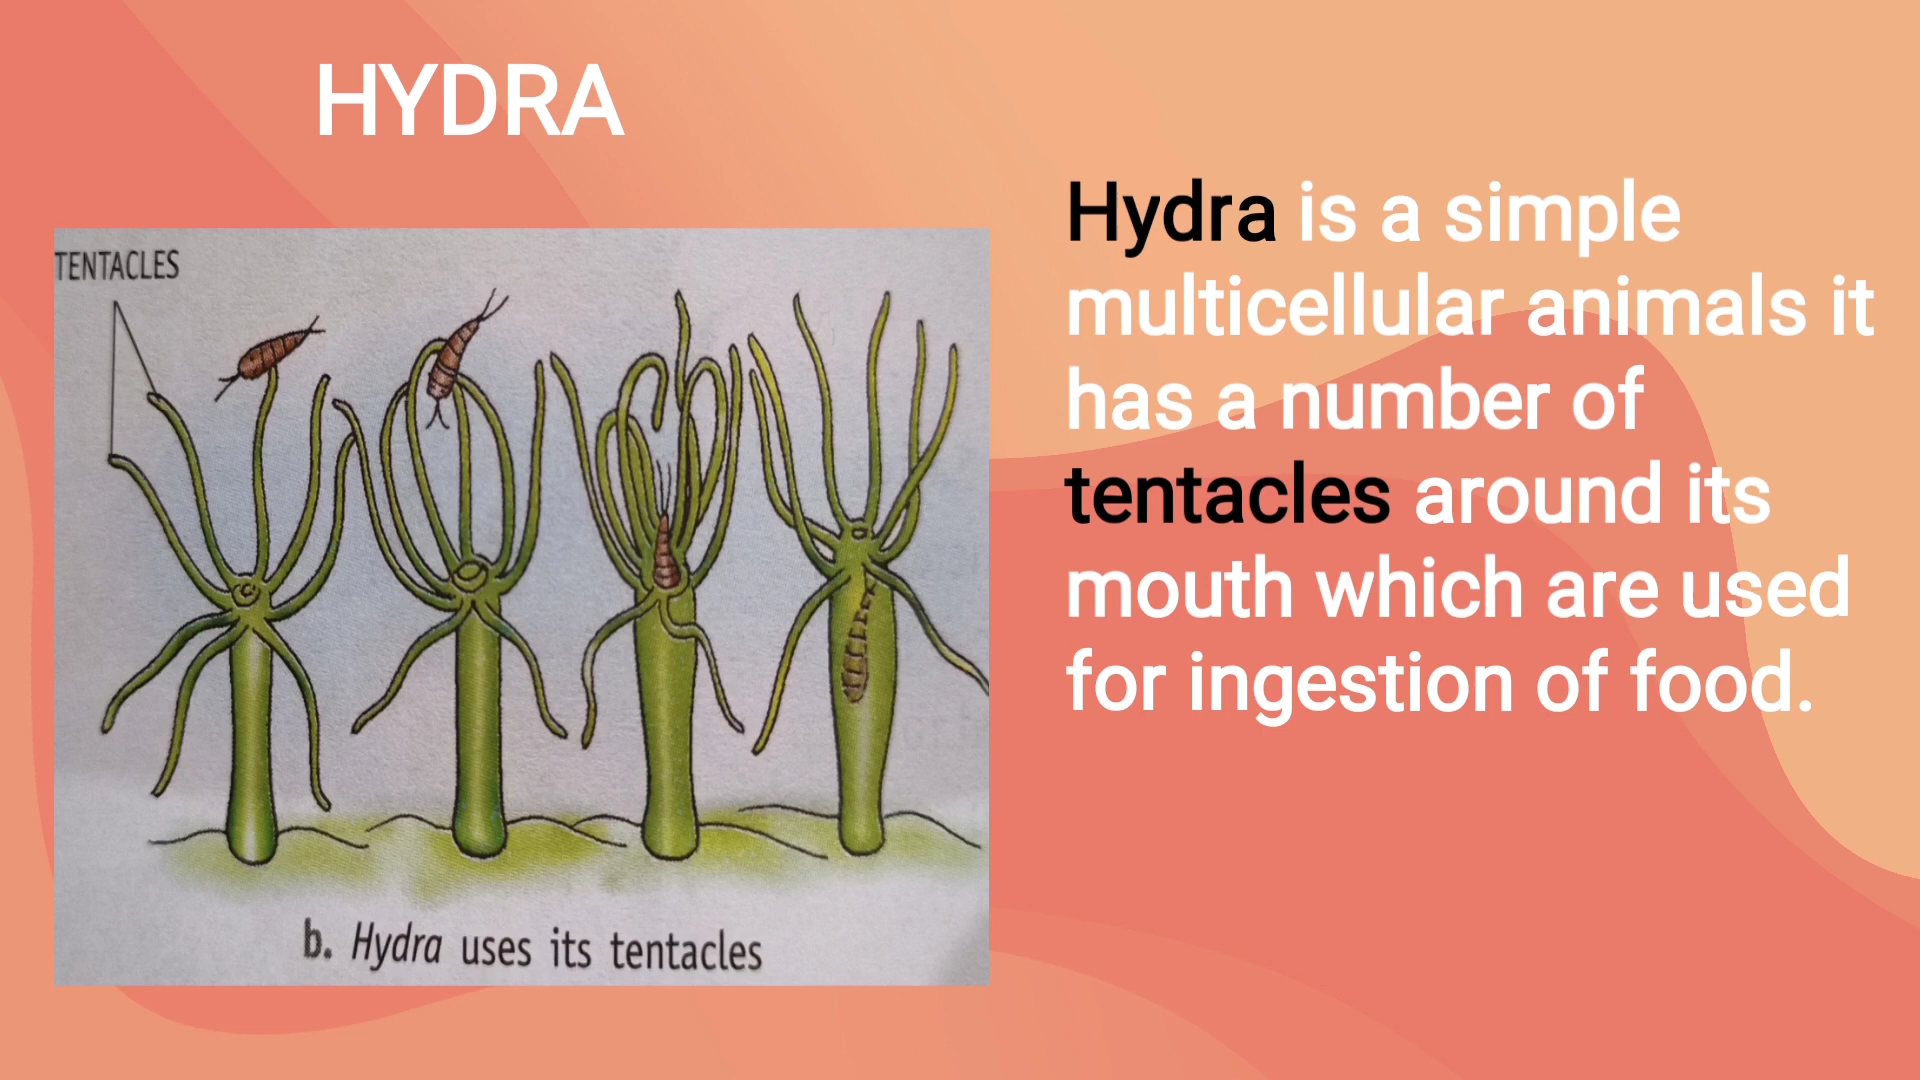 HYDRA
TENTACLES
b. Hydra uses its tentacles
Hydra is a simple
multicellular animals it
has a number of
tentacles around its
mouth which are used
for ingestion of food.